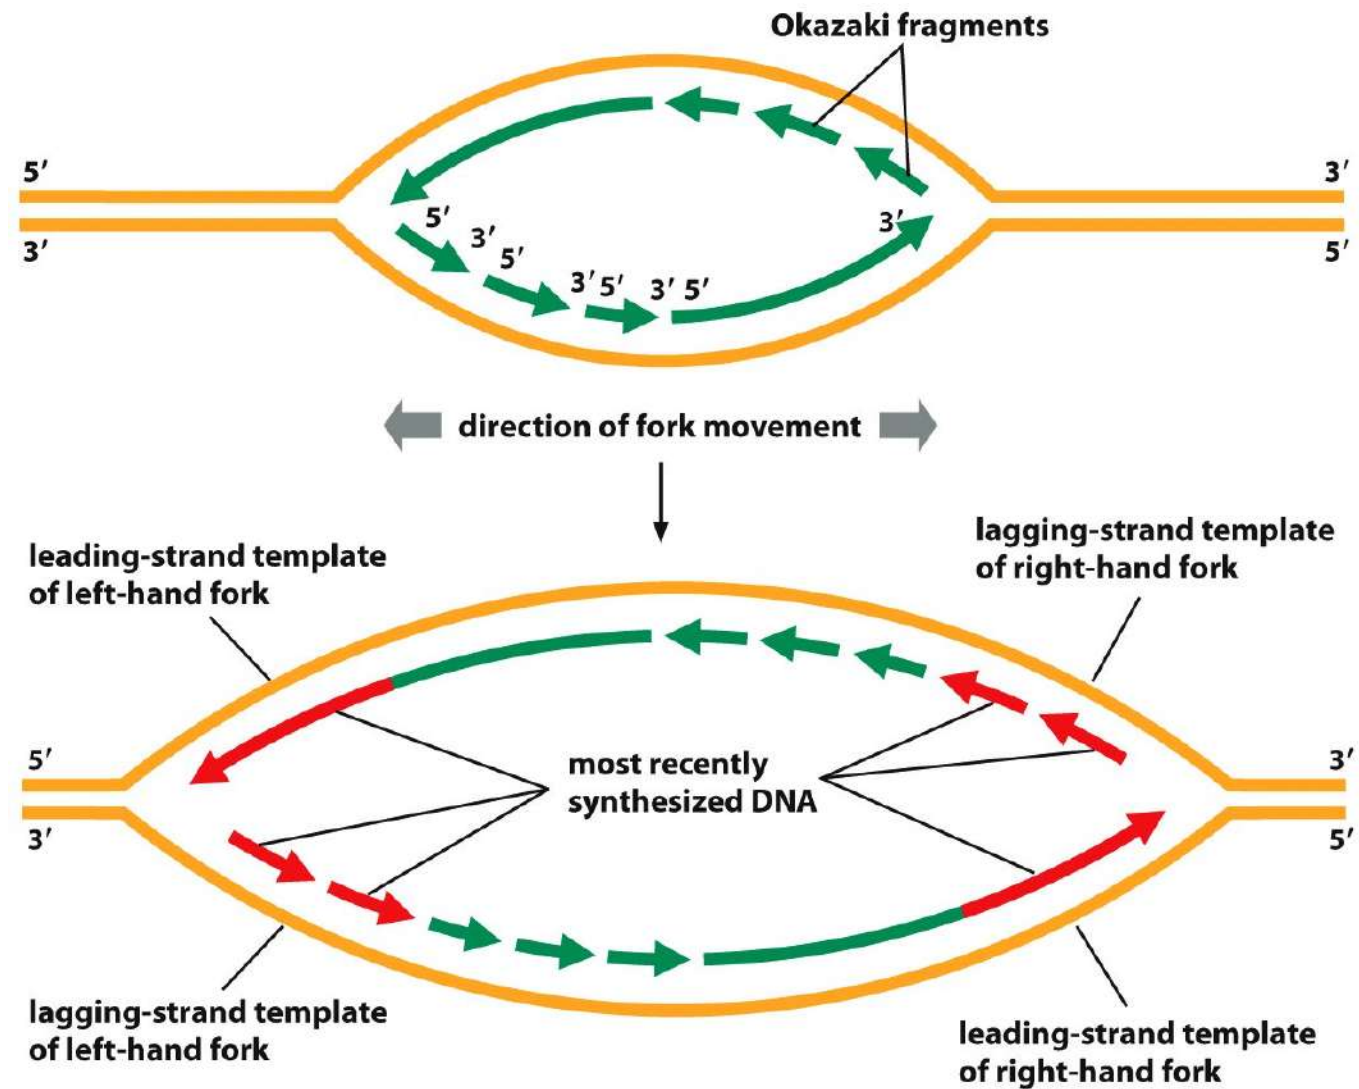 Okazaki fragments
5′
3′
3′
5′
5′
3′
5′
3′ 5′
3′ 5′
3′
direction of fork movement
leading-strand template
of left-hand fork
lagging-strand template
of right-hand fork
5′
3′
3′
5′
most recently
synthesized DNA
lagging-strand template
of left-hand fork
leading-strand template
of right-hand fork